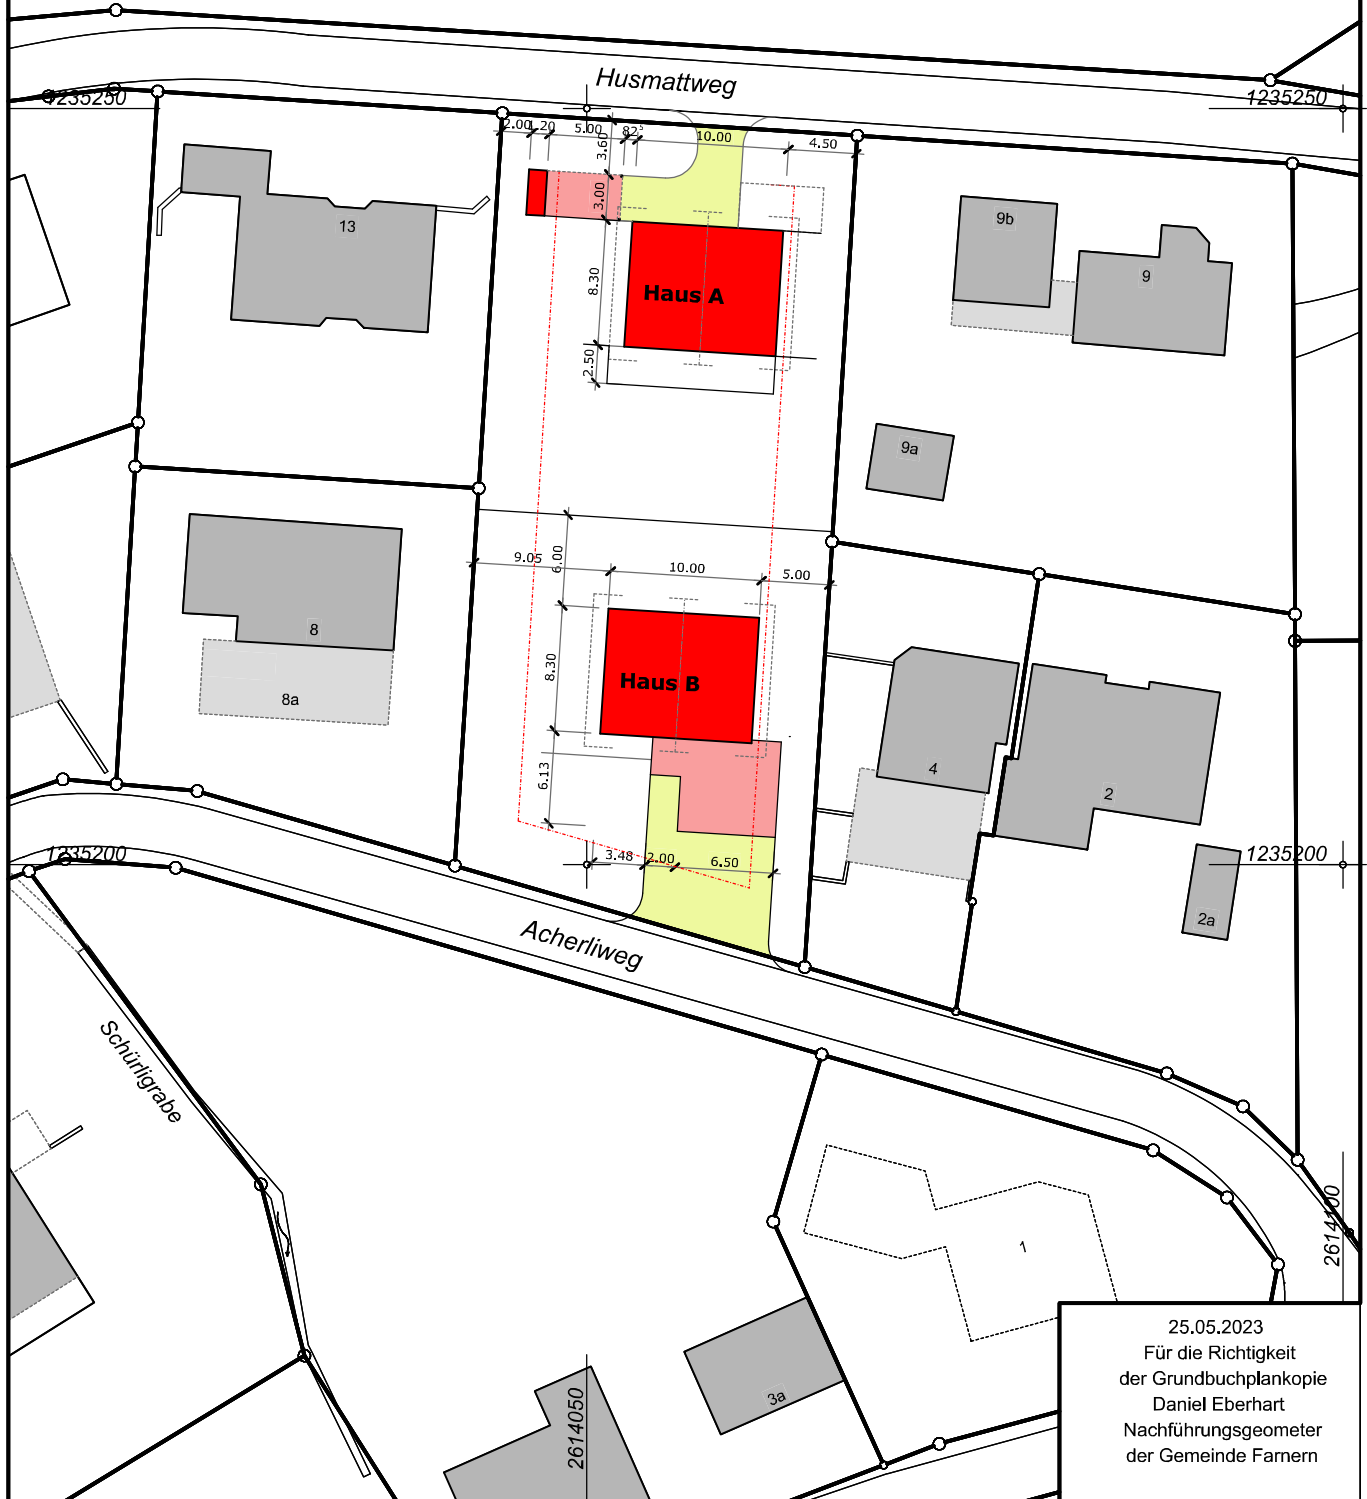 Husmattweg
1235250
1235250
2.00
1.20
5.00
82⁵
10.00
4.50
3.60
3.00
13
9b
9
Haus A
8.30
2.50
9a
9.05
6.00
10.00
5.00
8
8a
Haus B
8.30
6.13
4
2
1235200
3.48
2.00
6.50
1235200
2a
Acherliweg
Schürligrabe
1
2614100
3a
2614050
25.05.2023
Für die Richtigkeit
der Grundbuchplankopie
Daniel Eberhart
Nachführungsgeometer
der Gemeinde Farnern